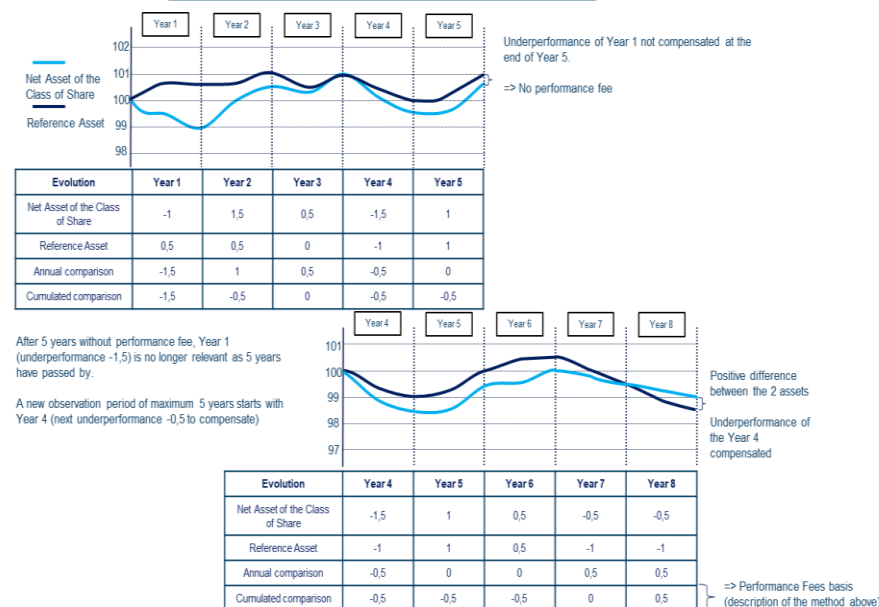 Year 1 Year 2 Year 3 Year 4 Year 5
102
101
100
99
98
Net Asset of the
Class of Share
Reference Asset
Underperformance of Year 1 not compensated at the
end of Year 5.
=> No performance fee
Evolution Year 1 Year 2 Year 3 Year 4 Year 5
Net Asset of the Class
of Share -1 1,5 0,5 -1,5 1
Reference Asset 0,5 0,5 0 -1 1
Annual comparison -1,5 1 0,5 -0,5 0
Cumulated comparison -1,5 -0,5 0 -0,5 -0,5
After 5 years without performance fee, Year 1
(underperformance -1,5) is no longer relevant as 5 years
have passed by.
A new observation period of maximum 5 years starts with
Year 4 (next underperformance -0,5 to compensate)
Year 4 Year 5 Year 6 Year 7 Year 8
101
100
99
98
97
Positive difference
between the 2 assets
Underperformance of
the Year 4
compensated
Evolution Year 4 Year 5 Year 6 Year 7 Year 8
Net Asset of the Class
of Share -1,5 1 0,5 -0,5 -0,5
Reference Asset -1 1 0,5 -1 -1
Annual comparison -0,5 0 0 0,5 0,5
Cumulated comparison -0,5 -0,5 -0,5 0 0,5
=> Performance Fees basis
(description of the method above)